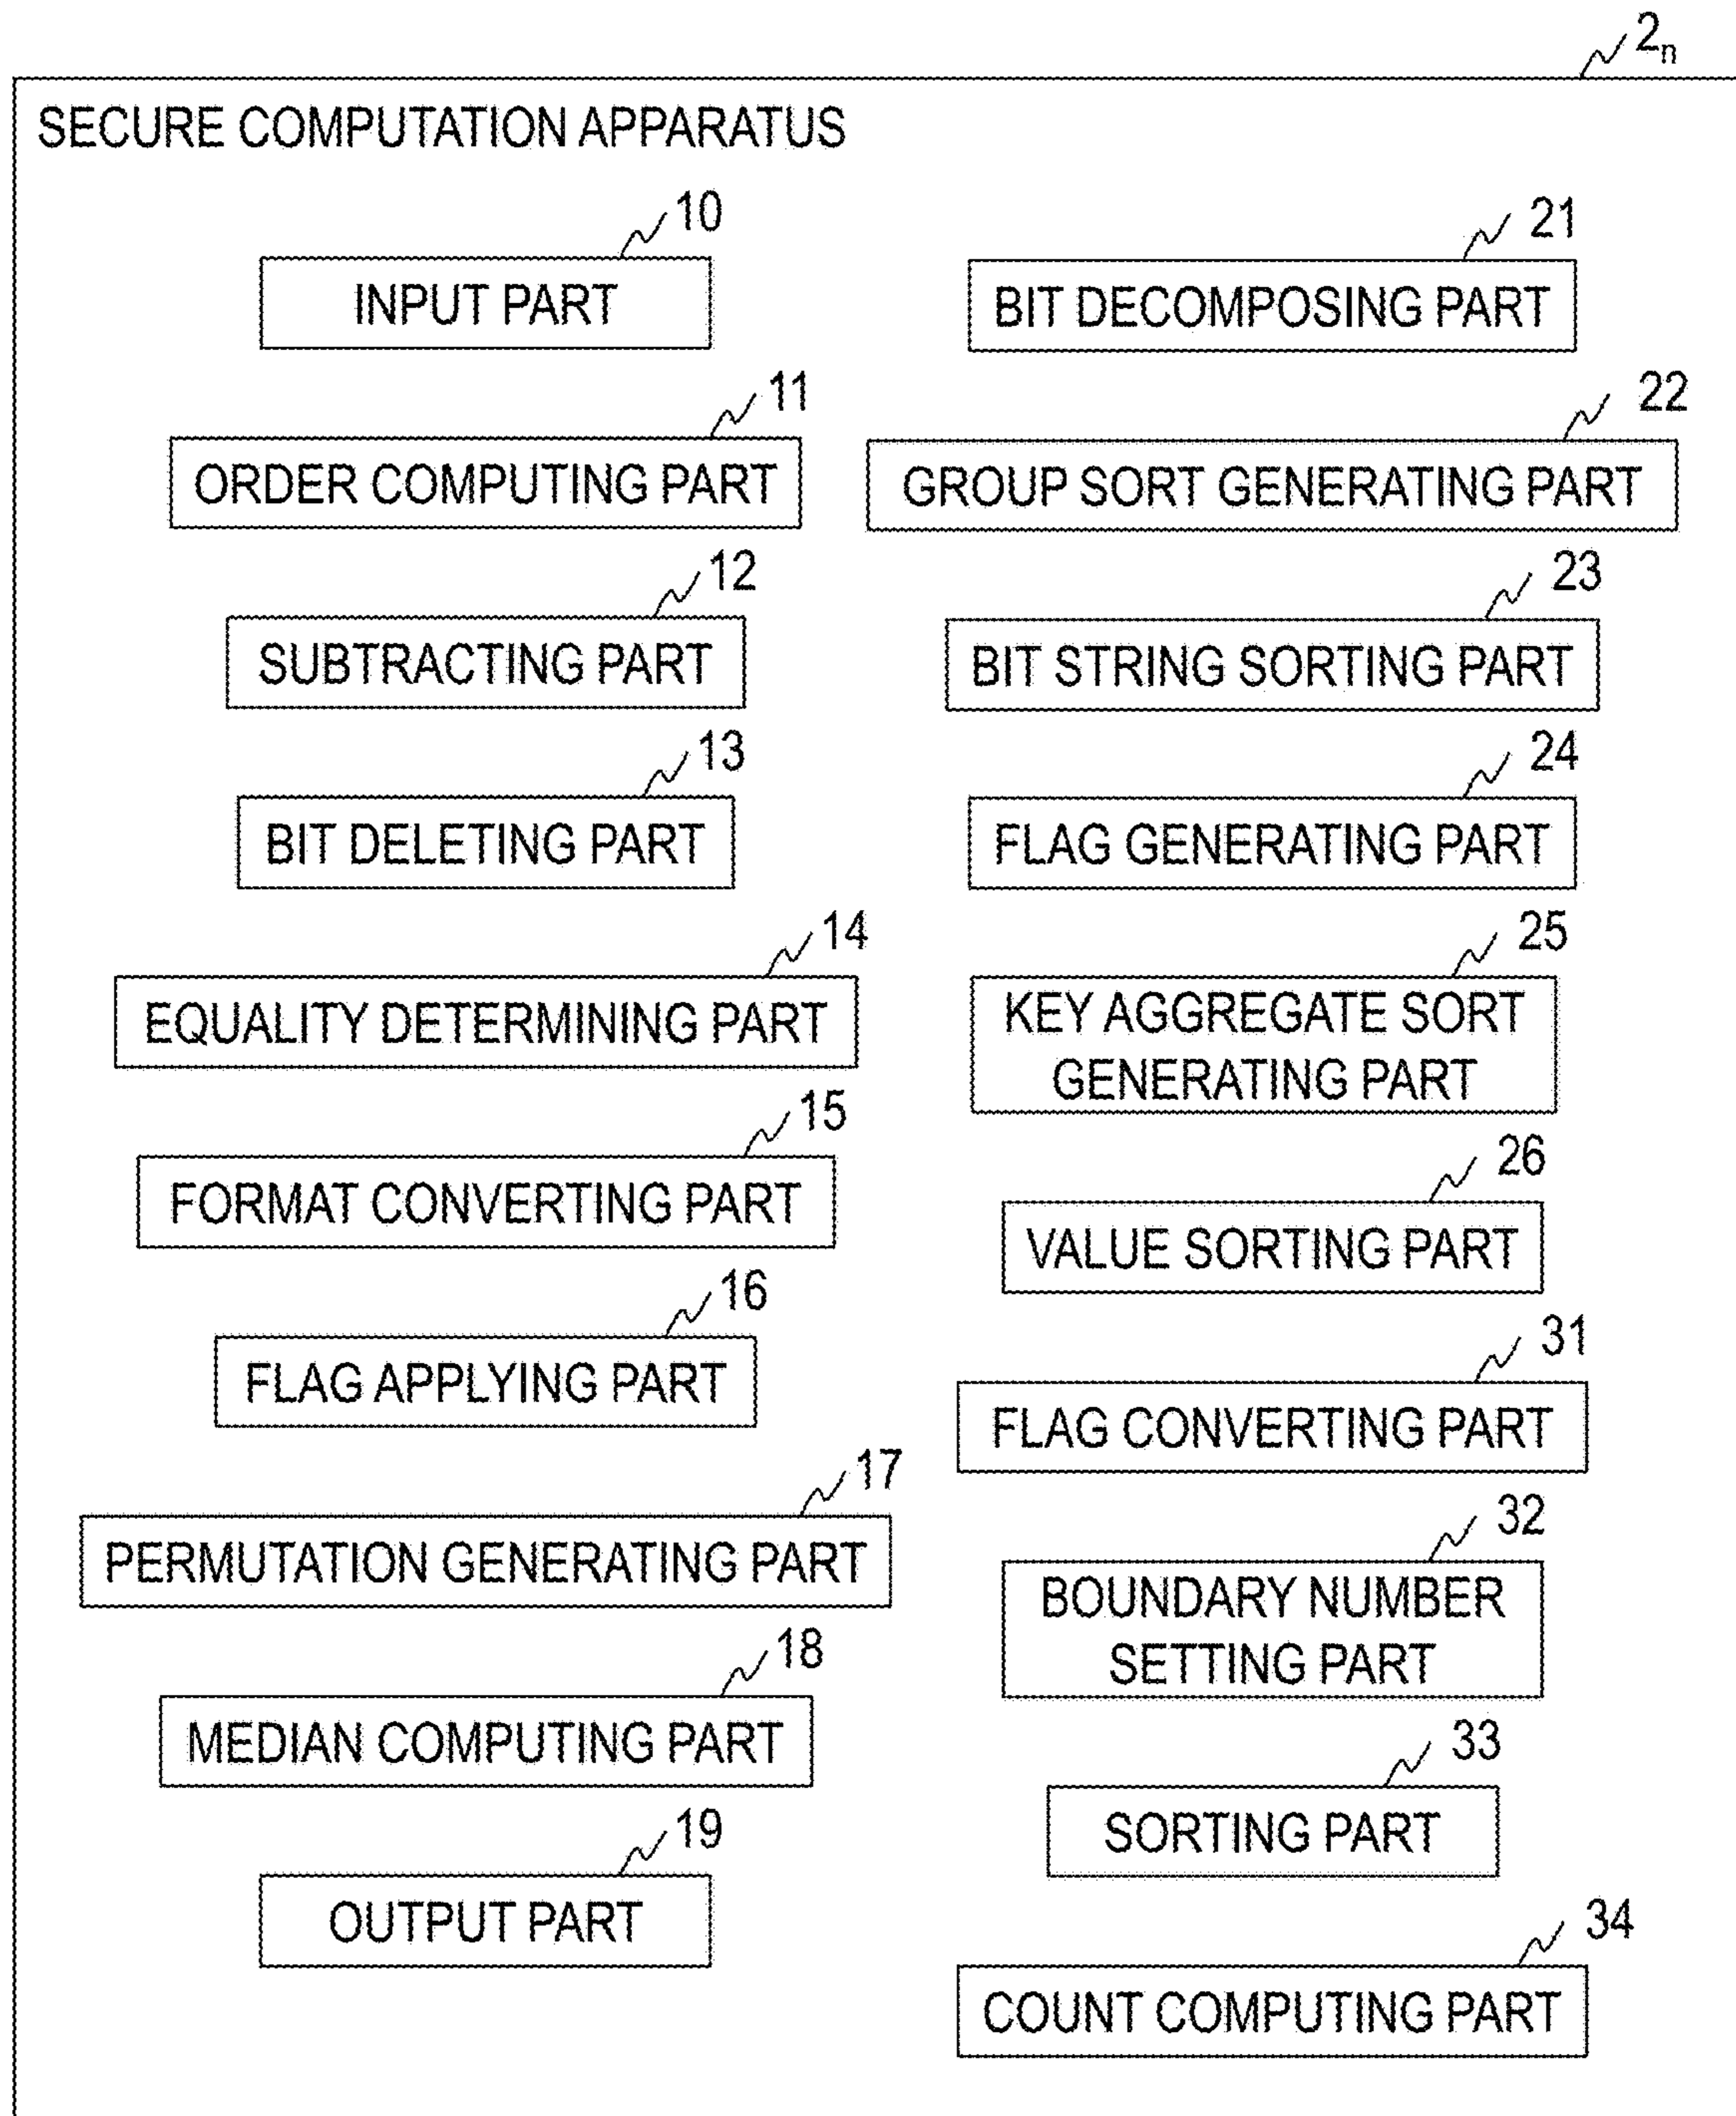 2n
SECURE COMPUTATION APPARATUS
10
INPUT PART
11
ORDER COMPUTING PART
12
SUBTRACTING PART
13
BIT DELETING PART
14
EQUALITY DETERMINING PART
15
FORMAT CONVERTING PART
16
FLAG APPLYING PART
17
PERMUTATION GENERATING PART
18
MEDIAN COMPUTING PART
19
OUTPUT PART
21
BIT DECOMPOSING PART
22
GROUP SORT GENERATING PART
23
BIT STRING SORTING PART
24
FLAG GENERATING PART
25
KEY AGGREGATE SORT
GENERATING PART
26
VALUE SORTING PART
31
FLAG CONVERTING PART
32
BOUNDARY NUMBER
SETTING PART
33
SORTING PART
34
COUNT COMPUTING PART